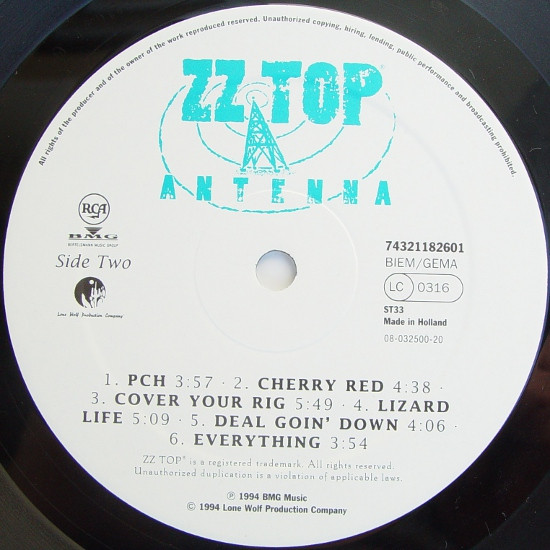 All rights of the producer and of the owner of the work reproduced reserved. Unauthorized copying, hiring, lending, public performance and broadcasting prohibited.
ZZ TOP®
ANTENNA
RCA
BMG
BERTELSMANN MUSIC GROUP
Side Two
Lone Wolf Production Company
74321182601
BIEM/GEMA
LC 0316
ST33
Made in Holland
08-032500-20
1. PCH 3:57 · 2. CHERRY RED 4:38 ·
3. COVER YOUR RIG 5:49 · 4. LIZARD
LIFE 5:09 · 5. DEAL GOIN' DOWN 4:06 ·
6. EVERYTHING 3:54
ZZ TOP® is a registered trademark. All rights reserved.
Unauthorized duplication is a violation of applicable laws.
℗ 1994 BMG Music
© 1994 Lone Wolf Production Company